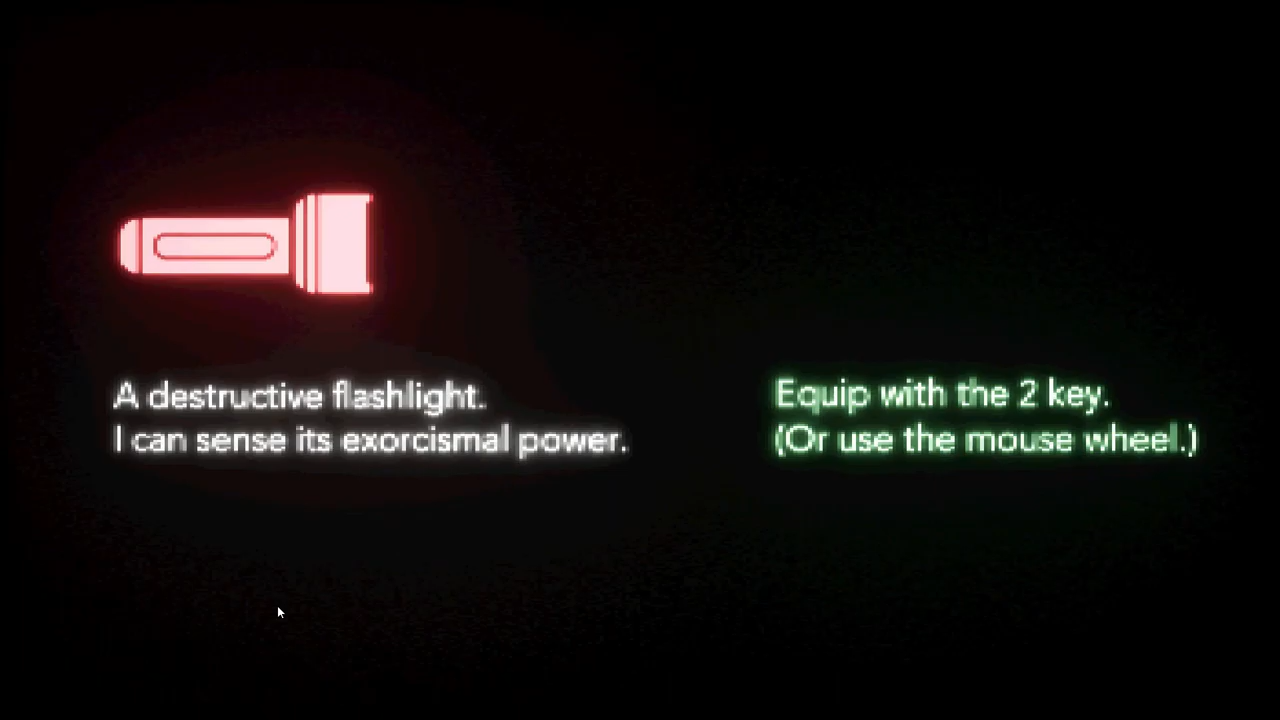 A destructive flashlight.
I can sense its exorcismal power.
Equip with the 2 key.
(Or use the mouse wheel.)